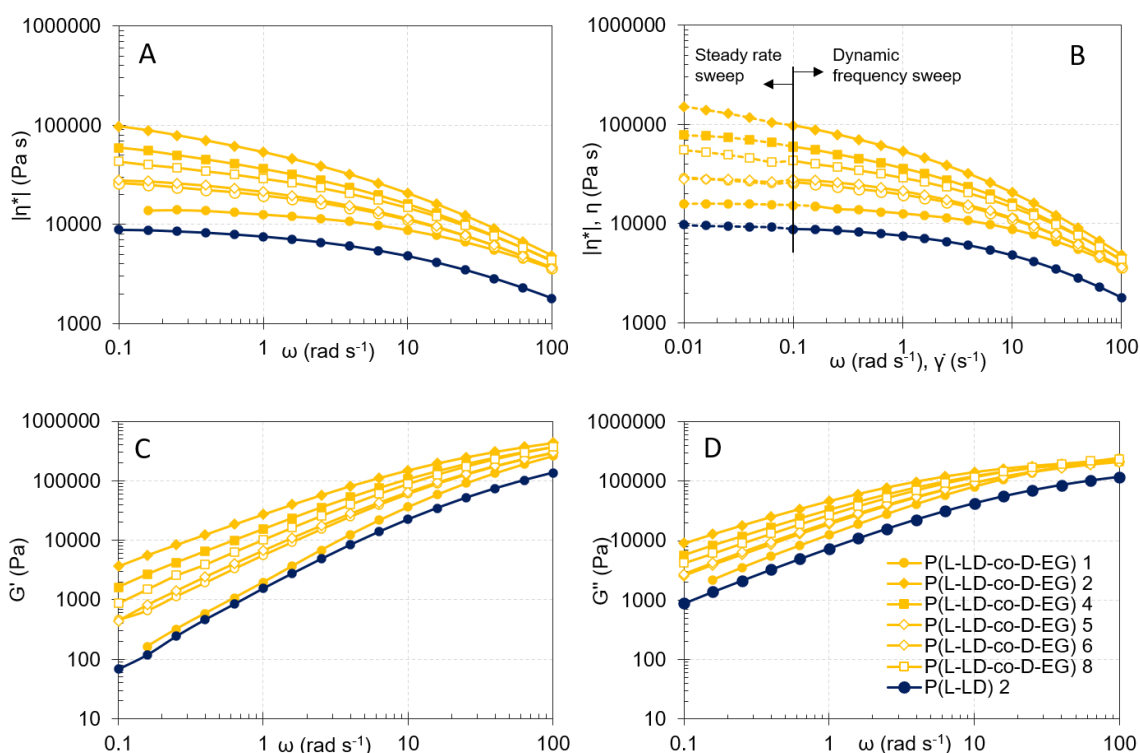 A
|η*| (Pa s)
1000000
100000
10000
1000
0.1
1
10
100
ω (rad s⁻¹)
B
Steady rate
sweep
Dynamic
frequency sweep
|η*|, η (Pa s)
1000000
100000
10000
1000
0.01
0.1
1
10
100
ω (rad s⁻¹), γ̇ (s⁻¹)
C
G' (Pa)
1000000
100000
10000
1000
100
10
0.1
1
10
100
ω (rad s⁻¹)
D
G'' (Pa)
1000000
100000
10000
1000
100
10
0.1
1
10
100
ω (rad s⁻¹)
P(L-LD-co-D-EG) 1
P(L-LD-co-D-EG) 2
P(L-LD-co-D-EG) 4
P(L-LD-co-D-EG) 5
P(L-LD-co-D-EG) 6
P(L-LD-co-D-EG) 8
P(L-LD) 2